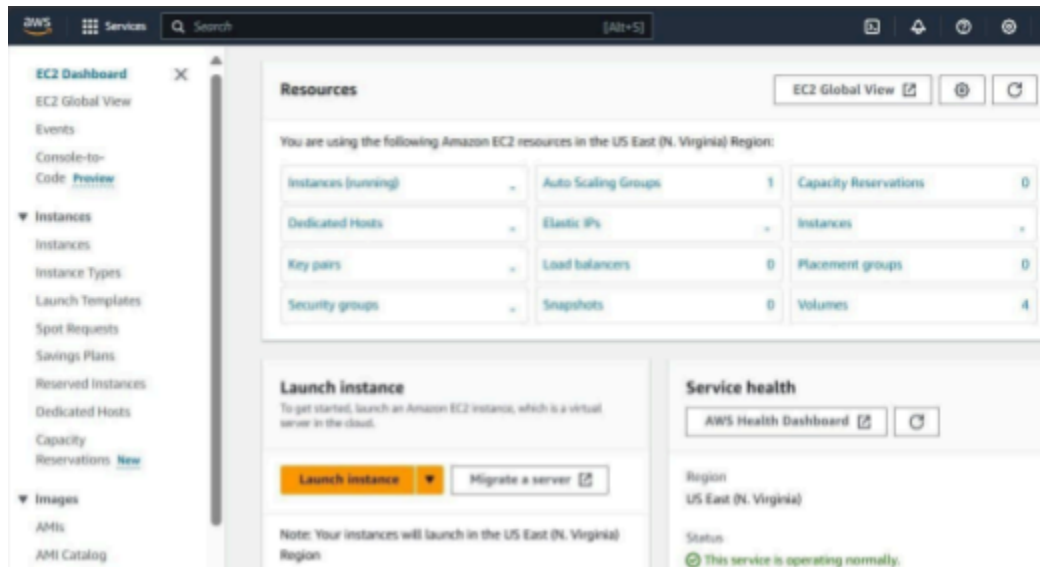 aws
Services
Search
[Alt+S]
EC2 Dashboard
EC2 Global View
Events
Console-to-
Code Preview
Instances
Instances
Instance Types
Launch Templates
Spot Requests
Savings Plans
Reserved Instances
Dedicated Hosts
Capacity
Reservations New
Images
AMIs
AMI Catalog
Resources
EC2 Global View
You are using the following Amazon EC2 resources in the US East (N. Virginia) Region:
Instances (running)
Auto Scaling Groups 1
Capacity Reservations 0
Dedicated Hosts
Elastic IPs
Instances
Key pairs
Load balancers 0
Placement groups 0
Security groups
Snapshots 0
Volumes 4
Launch instance
To get started, launch an Amazon EC2 instance, which is a virtual
server in the cloud.
Launch instance
Migrate a server
Note: Your instances will launch in the US East (N. Virginia)
Region
Service health
AWS Health Dashboard
Region
US East (N. Virginia)
Status
This service is operating normally.